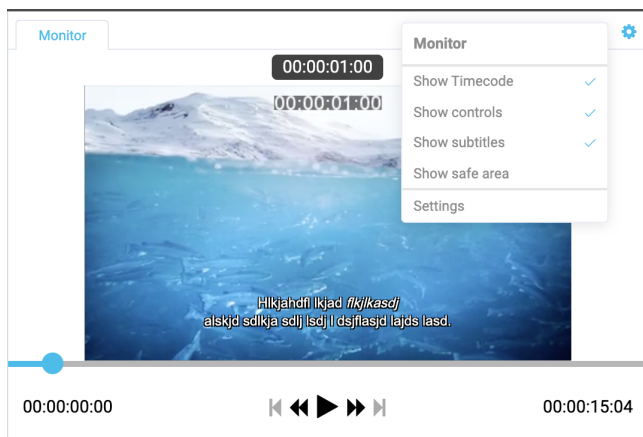 Monitor
00:00:01:00
00:00:01:00
Monitor
Show Timecode
Show controls
Show subtitles
Show safe area
Settings
Hlkjahdfl lkjad flkjlkasdj
alskjd sdlkja sdlj lsdj l dsjflasjd lajds lasd.
00:00:00:00
00:00:15:04